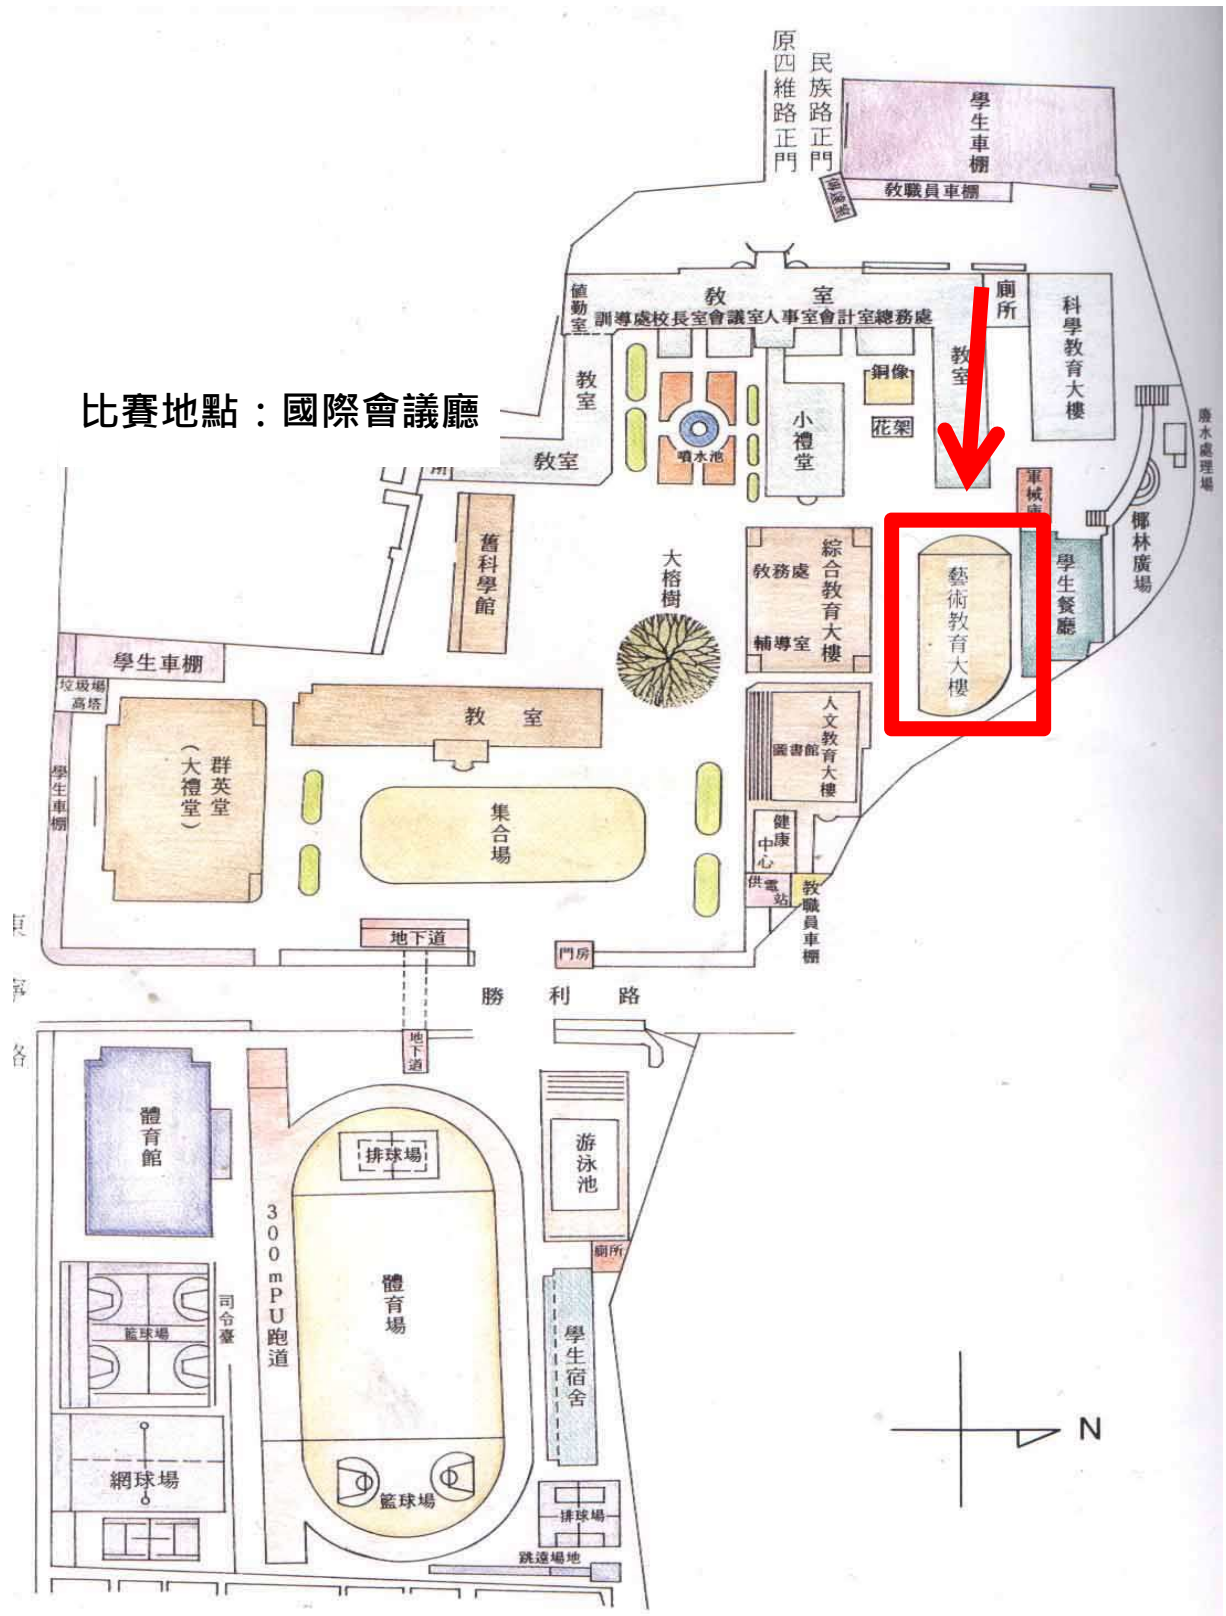 原四維路正門
民族路正門
學生車棚
教職員車棚
傳達室
值勤室
教室
訓導處校長室會議室人事室會計室總務處
廁所
科學教育大樓
教室
教室
銅像
花架
小禮堂
噴水池
比賽地點：國際會議廳
教室
所
廢水處理場
軍械庫
椰林廣場
舊科學館
大榕樹
教務處
綜合教育大樓
輔導室
藝術教育大樓
學生餐廳
學生車棚
垃圾場
高塔
教室
人文教育大樓
圖書館
群英堂
（大禮堂）
學生車棚
集合場
健康
中心
供電站
教職員車棚
地下道
門房
東寧路
勝利路
地下道
體育館
排球場
游泳池
300mPU跑道
廁所
體育場
司令臺
籃球場
學生宿舍
N
網球場
籃球場
排球場
跳遠場地